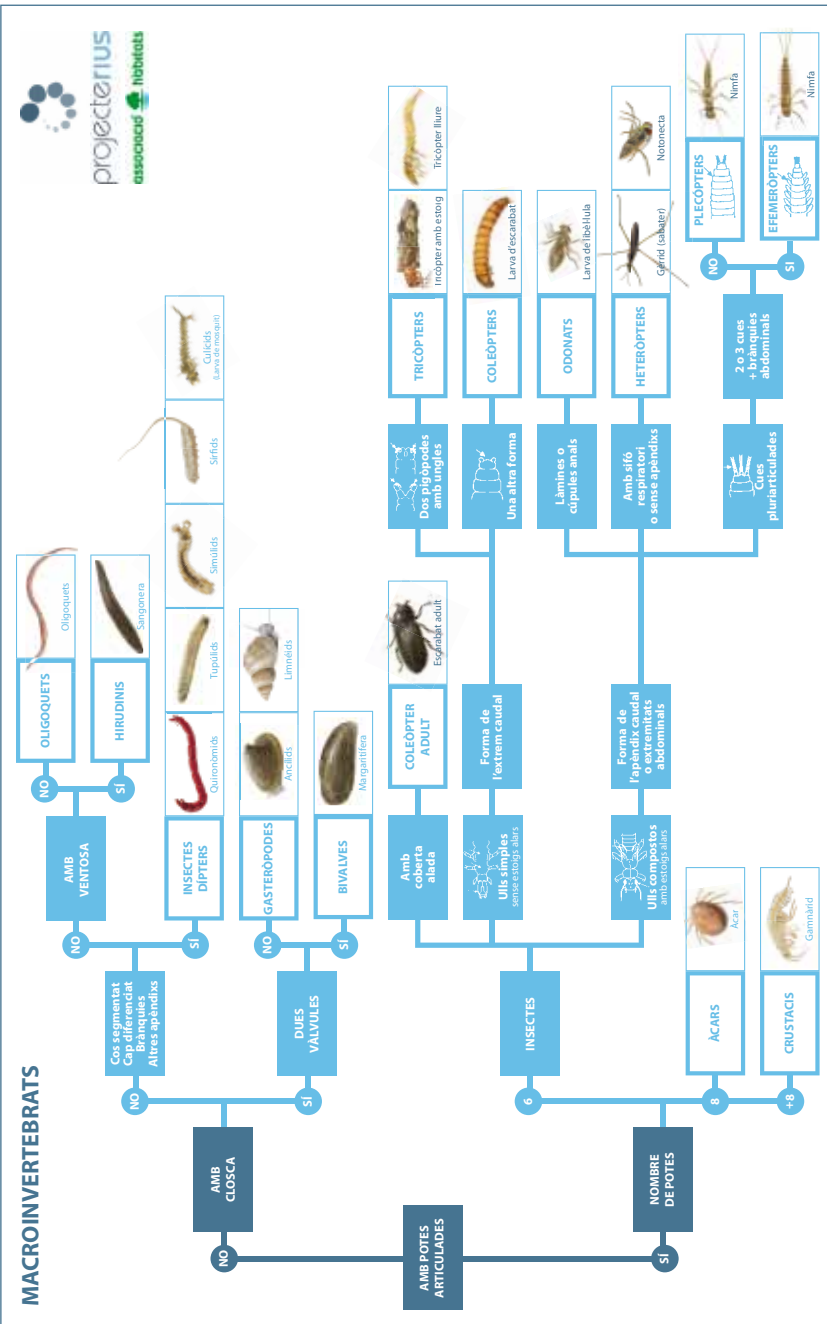 MACROINVERTEBRATS
projecterius
associació hàbitats
AMB POTES
ARTICULADES
NO
SÍ
AMB
CLOSCA
NO
SÍ
Cos segmentat
Cap diferenciat
Brànquies
Altres apèndixs
NO
SÍ
AMB
VENTOSA
NO
SÍ
OLIGOQUETS
Oligoquets
HIRUDINIS
Sangonera
INSECTES
DÍPTERS
Quironòmids
Tupúlids
Simúlids
Sírfids
Culícids
(Larva de mosquit)
DUES
VÀLVULES
NO
SÍ
GASTERÒPODES
Ancílids
Limnèids
BIVALVES
Margaritífera
NOMBRE
DE POTES
6
8
+8
INSECTES
Amb
coberta
alada
COLEÒPTER
ADULT
Escarabat adult
Ulls simples
sense estoigs alars
Forma de
l'extrem caudal
Dos pigòpodes
amb ungles
TRICÒPTERS
Tricòpter amb estoig
Tricòpter lliure
Una altra forma
COLEÒPTERS
Larva d'escarabat
Ulls compostos
amb estoigs alars
Forma de
l'apèndix caudal
o extremitats
abdominals
Làmines o
cúpules anals
ODONATS
Larva de libèl·lula
Amb sifó
respiratori
o sense apèndixs
HETERÒPTERS
Gèrrid (sabater)
Notonecta
Cues
pluriarticulades
2 o 3 cues
+ brànquies
abdominals
NO
SÍ
PLECÒPTERS
Nimfa
EFEMERÒPTERS
Nimfa
ÀCARS
Àcar
CRUSTACIS
Gamnàrid